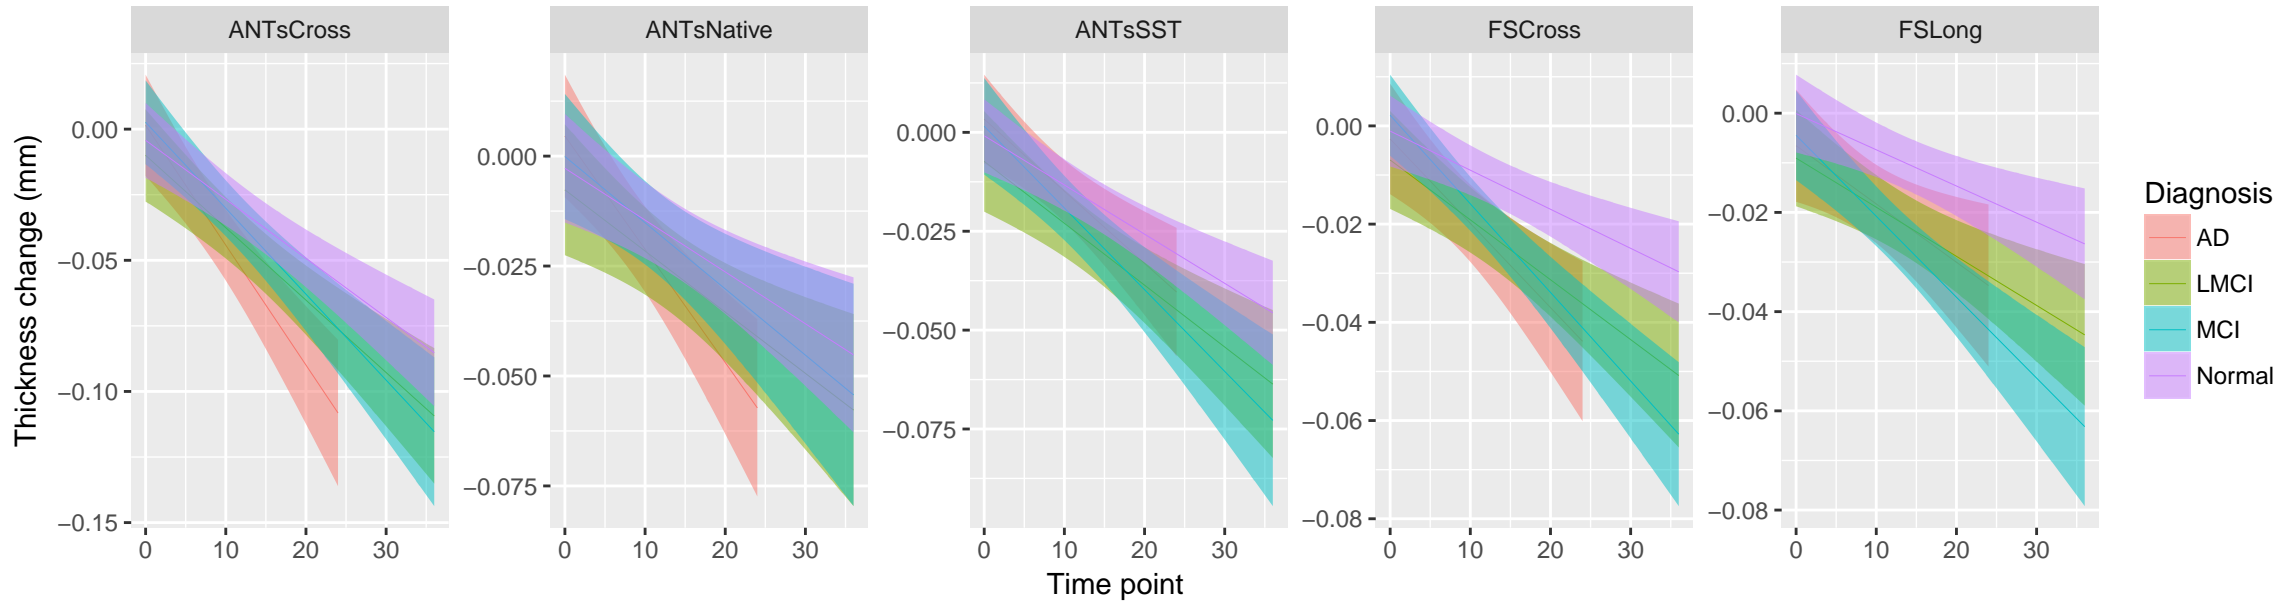 ANTsCross
ANTsNative
ANTsSST
FSCross
FSLong
Thickness change (mm)
0.00
−0.05
−0.10
−0.15
0.000
−0.025
−0.050
−0.075
0.000
−0.025
−0.050
−0.075
0.00
−0.02
−0.04
−0.06
−0.08
0.00
−0.02
−0.04
−0.06
−0.08
0 10 20 30
0 10 20 30
0 10 20 30
0 10 20 30
0 10 20 30
Time point
Diagnosis
AD
LMCI
MCI
Normal